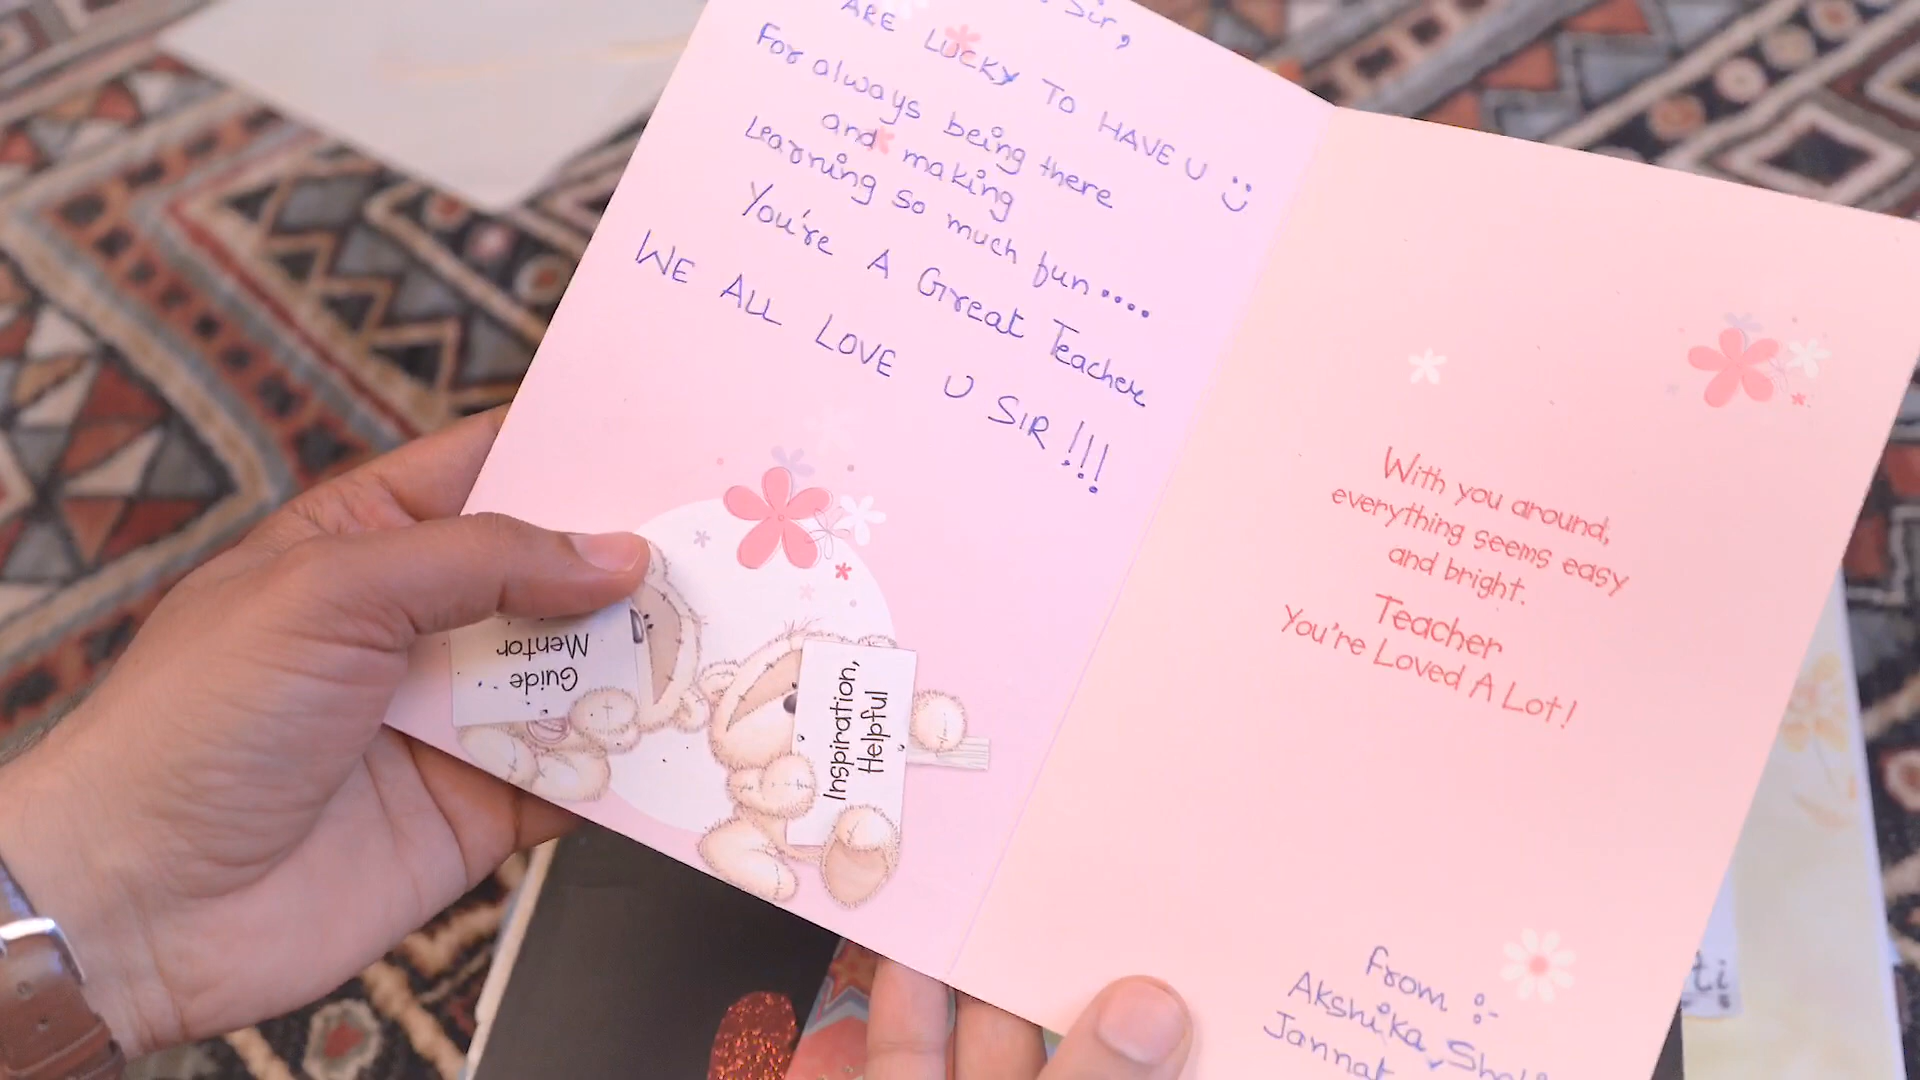 Sir,
ARE LUCKY TO HAVE U
For always being there
and making
Learning so much fun....
You're A Great Teacher
WE ALL LOVE U SIR!!!
Guide
Mentor
Inspiration,
Helpful
With you around,
everything seems easy
and bright.
Teacher
You're Loved A Lot!
From :-
Akshika,
Jannat